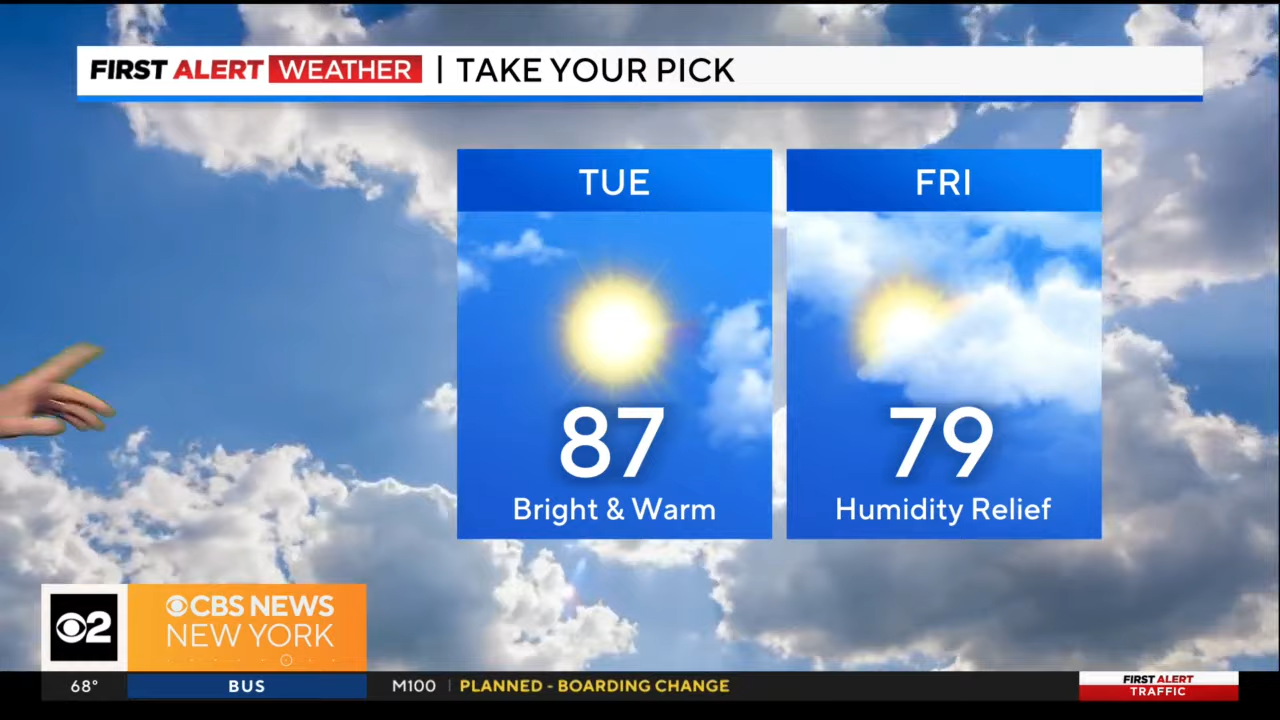 FIRST ALERT WEATHER | TAKE YOUR PICK
TUE
87
Bright & Warm
FRI
79
Humidity Relief
2
CBS NEWS
NEW YORK
68°
BUS
M100 | PLANNED - BOARDING CHANGE
FIRST ALERT
TRAFFIC